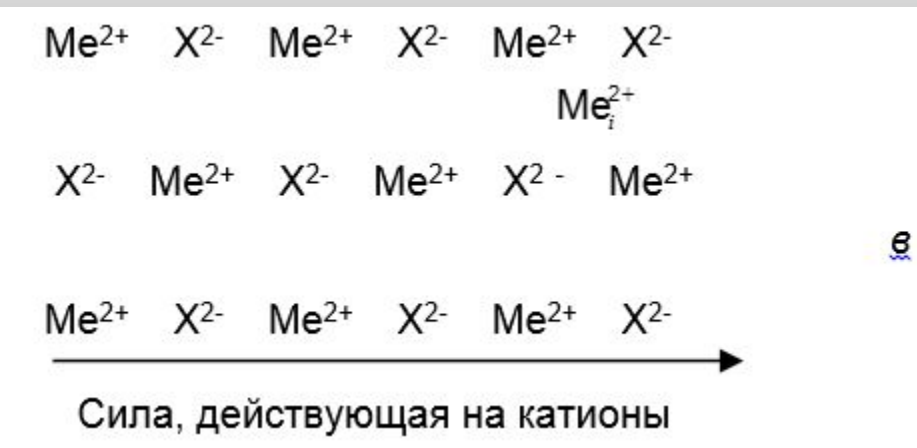 Me²⁺ X²⁻ Me²⁺ X²⁻ Me²⁺ X²⁻
Meᵢ²⁺
X²⁻ Me²⁺ X²⁻ Me²⁺ X² ⁻ Me²⁺
в
Me²⁺ X²⁻ Me²⁺ X²⁻ Me²⁺ X²⁻
Сила, действующая на катионы